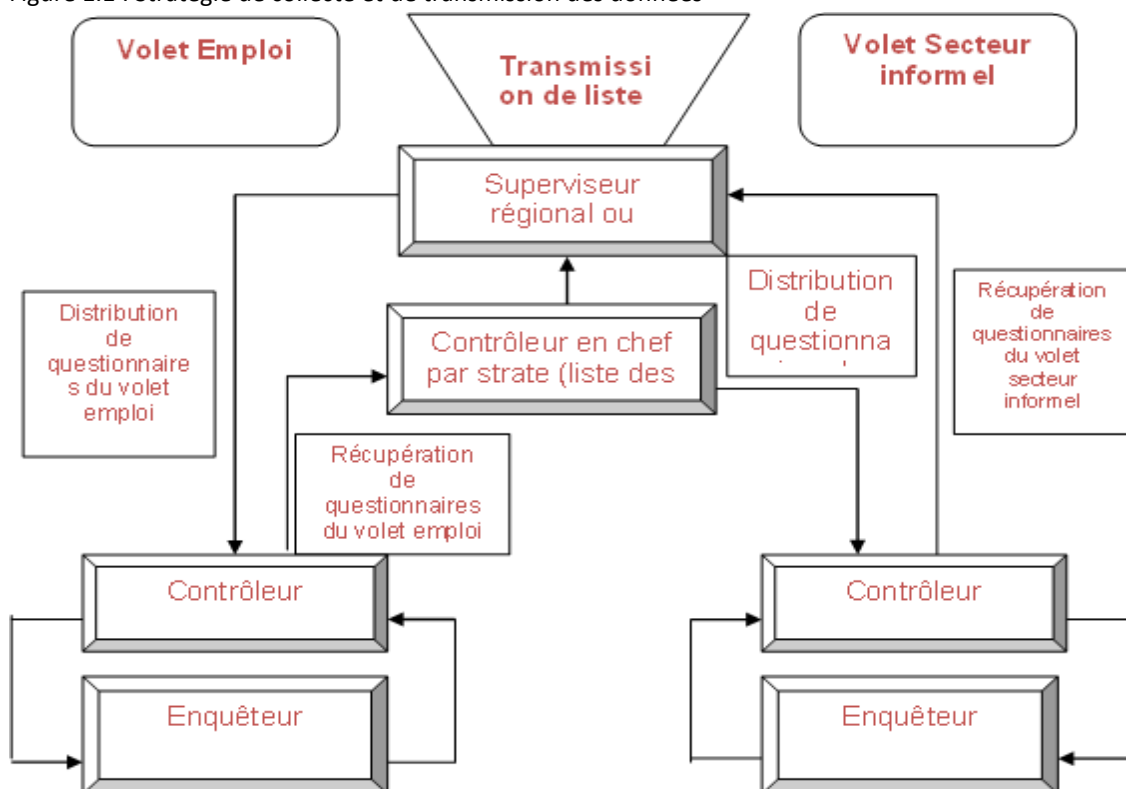 Volet Emploi
Transmissi
on de liste
Volet Secteur
informel
Superviseur
régional ou
Distribution
de
questionnaire
s du volet
emploi
Contrôleur en chef
par strate (liste des
Distribution
de
questionna
Récupération
de
questionnaires
du volet
secteur
informel
Récupération
de
questionnaires
du volet emploi
Contrôleur
Contrôleur
Enquêteur
Enquêteur